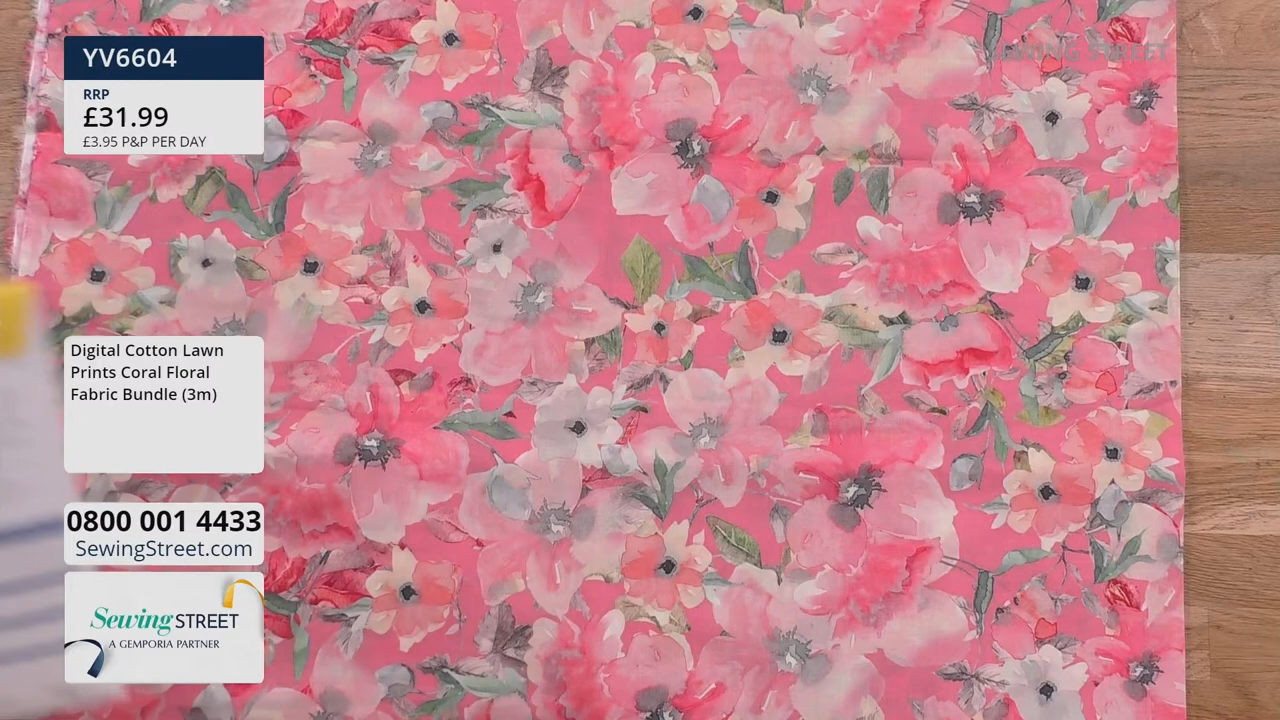 YV6604
RRP
£31.99
£3.95 P&P PER DAY
SEWING STREET
Digital Cotton Lawn
Prints Coral Floral
Fabric Bundle (3m)
0800 001 4433
SewingStreet.com
Sewing STREET
A GEMPORIA PARTNER